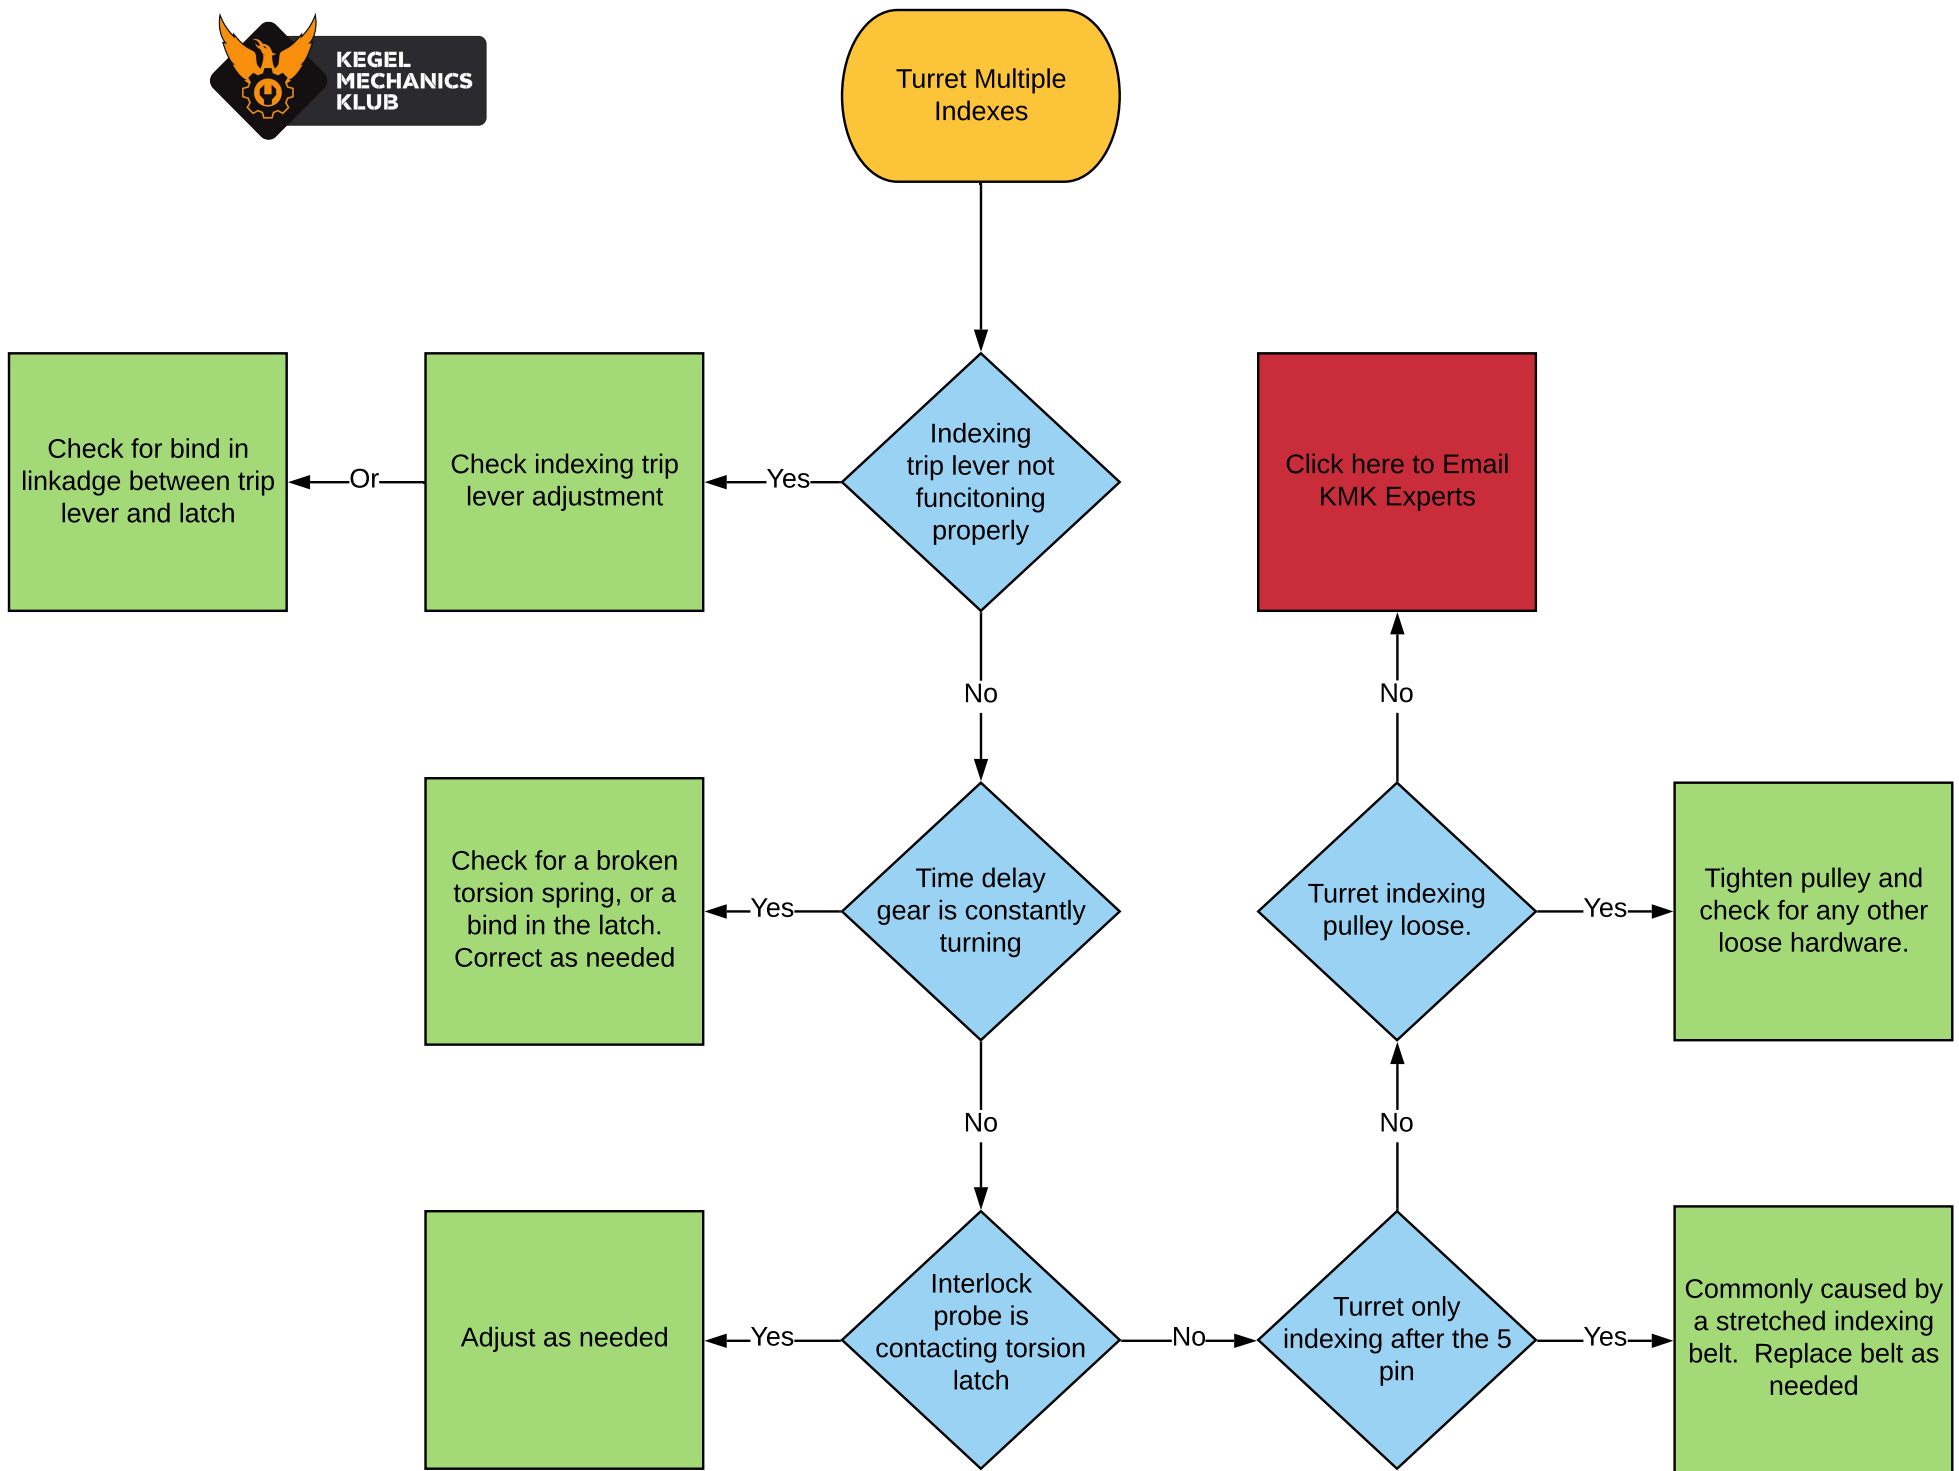 KEGEL
MECHANICS
KLUB
Turret Multiple
Indexes
Check for bind in
linkadge between trip
lever and latch
Or
Check indexing trip
lever adjustment
Yes
Indexing
trip lever not
funcitoning
properly
Click here to Email
KMK Experts
No
No
Check for a broken
torsion spring, or a
bind in the latch.
Correct as needed
Yes
Time delay
gear is constantly
turning
Turret indexing
pulley loose.
Yes
Tighten pulley and
check for any other
loose hardware.
No
No
Adjust as needed
Yes
Interlock
probe is
contacting torsion
latch
No
Turret only
indexing after the 5
pin
Yes
Commonly caused by
a stretched indexing
belt.  Replace belt as
needed